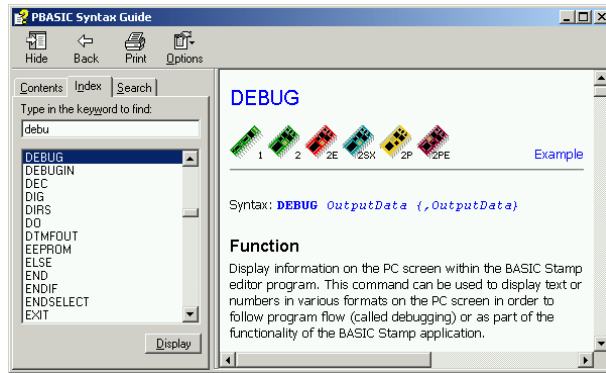 PBASIC Syntax Guide
Hide Back Print Options
Contents Index Search
Type in the keyword to find:
debu
DEBUG
DEBUGIN
DEC
DIG
DIRS
DO
DTMFOUT
EEPROM
ELSE
END
ENDIF
ENDSELECT
EXIT
Display
DEBUG
1 2 2E 2SX 2P 2PE
Example
Syntax: DEBUG OutputData {,OutputData}
Function
Display information on the PC screen within the BASIC Stamp
editor program. This command can be used to display text or
numbers in various formats on the PC screen in order to
follow program flow (called debugging) or as part of the
functionality of the BASIC Stamp application.